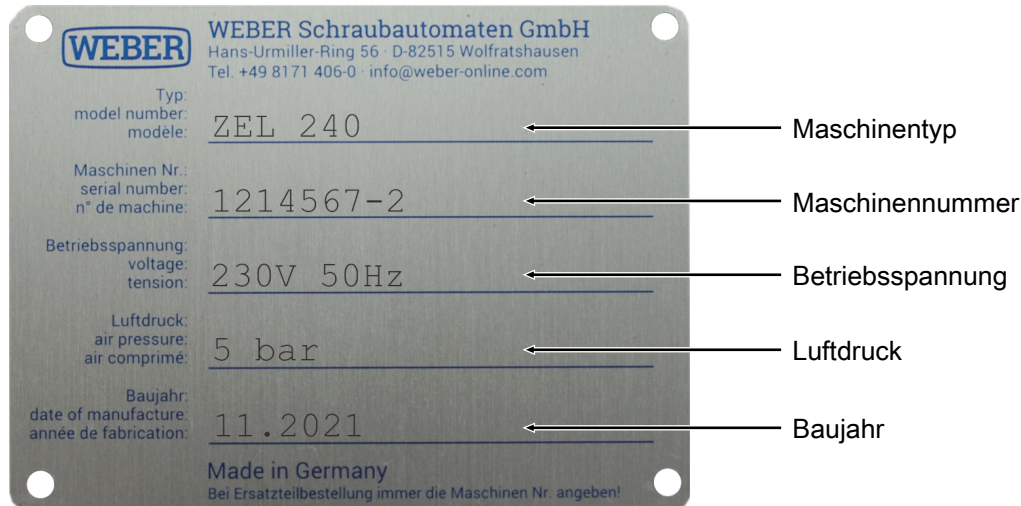 WEBER
WEBER Schraubautomaten GmbH
Hans-Urmiller-Ring 56 · D-82515 Wolfratshausen
Tel. +49 8171 406-0 · info@weber-online.com
Typ:
model number:
modèle:
ZEL 240
Maschinentyp
Maschinen Nr.:
serial number:
n° de machine:
1214567-2
Maschinennummer
Betriebsspannung:
voltage:
tension:
230V 50Hz
Betriebsspannung
Luftdruck:
air pressure:
air comprimé:
5 bar
Luftdruck
Baujahr:
date of manufacture:
année de fabrication:
11.2021
Baujahr
Made in Germany
Bei Ersatzteilbestellung immer die Maschinen Nr. angeben!